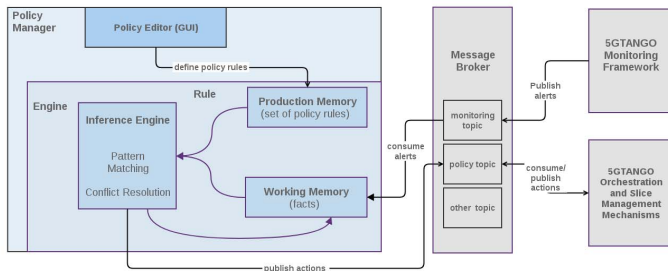 Policy
Manager
Policy Editor (GUI)
define policy rules
Engine
Rule
Production Memory
(set of policy rules)
Inference Engine
Pattern
Matching
Conflict Resolution
Working Memory
(facts)
publish actions
consume
alerts
Message
Broker
monitoring
topic
policy topic
other topic
Publish
alerts
consume/
publish
actions
5GTANGO
Monitoring
Framework
5GTANGO
Orchestration
and Slice
Management
Mechanisms